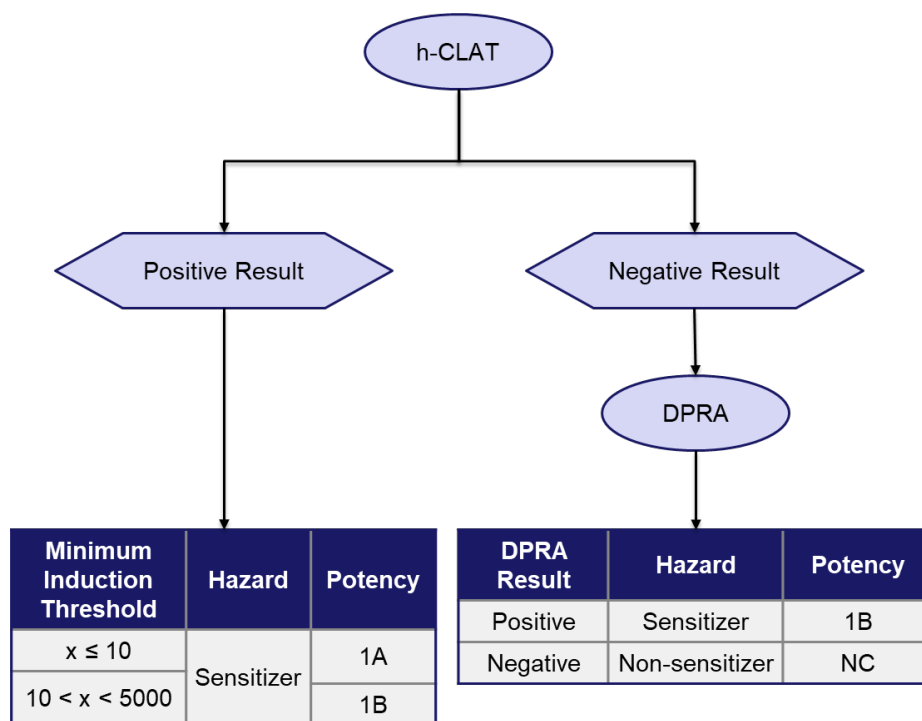 h-CLAT
Positive Result
Negative Result
DPRA
Minimum
Induction
Threshold
Hazard
Potency
x ≤ 10
Sensitizer
1A
10 < x < 5000
1B
DPRA
Result
Hazard
Potency
Positive
Sensitizer
1B
Negative
Non-sensitizer
NC